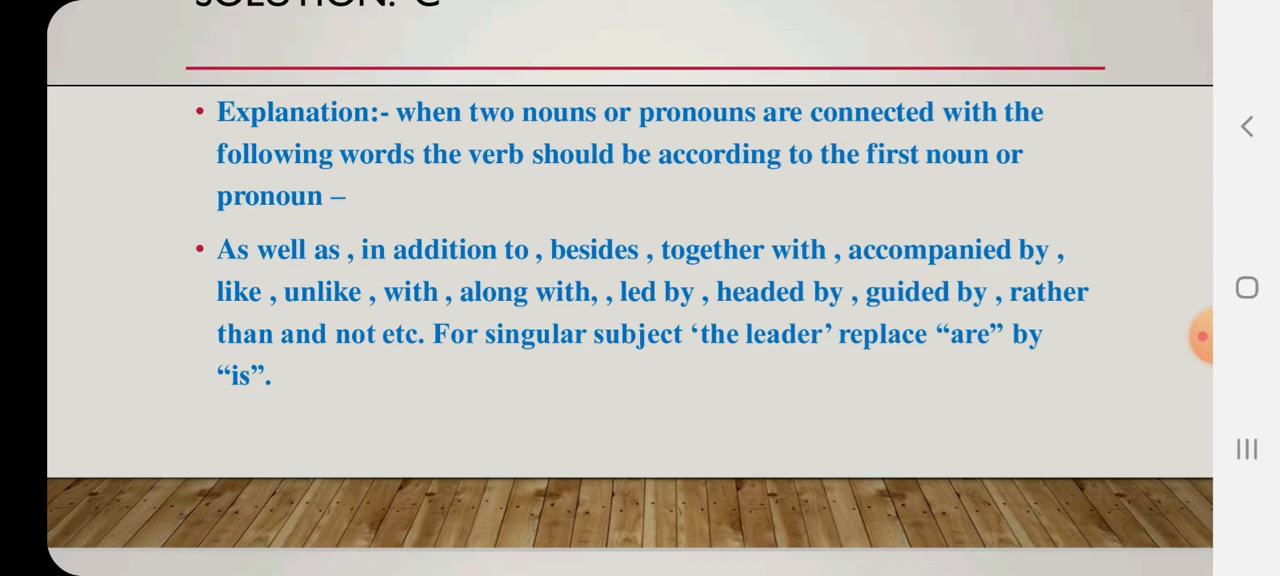 SOLUTION: C
• Explanation:- when two nouns or pronouns are connected with the
following words the verb should be according to the first noun or
pronoun –
• As well as , in addition to , besides , together with , accompanied by ,
like , unlike , with , along with, , led by , headed by , guided by , rather
than and not etc. For singular subject ‘the leader’ replace “are” by
“is”.